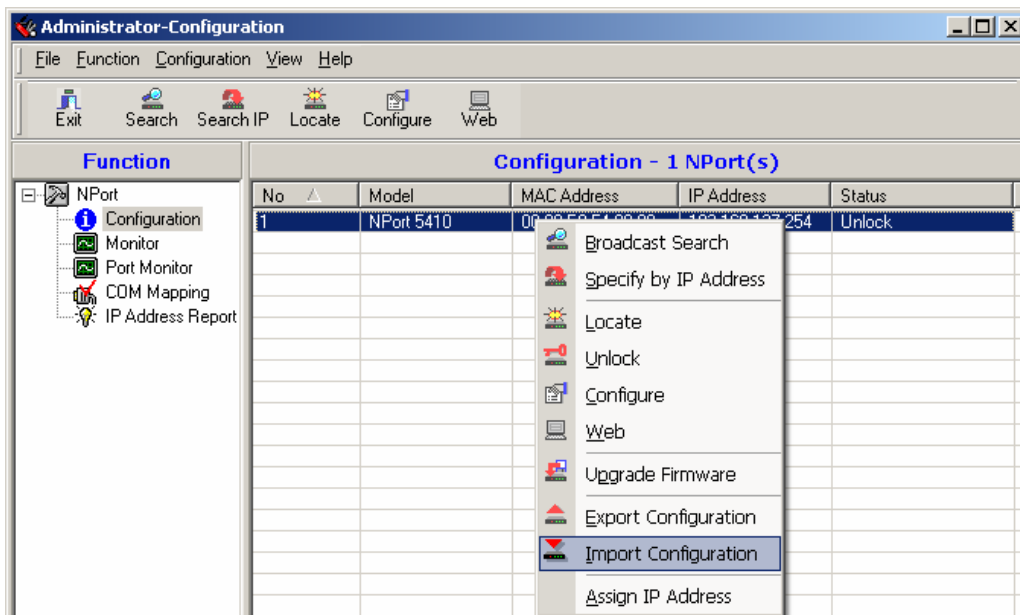 Administrator-Configuration
File Function Configuration View Help
Exit Search Search IP Locate Configure Web
Function
NPort
Configuration
Monitor
Port Monitor
COM Mapping
IP Address Report
Configuration - 1 NPort(s)
No Model MAC Address IP Address Status
1 NPort 5410 254 Unlock
Broadcast Search
Specify by IP Address
Locate
Unlock
Configure
Web
Upgrade Firmware
Export Configuration
Import Configuration
Assign IP Address